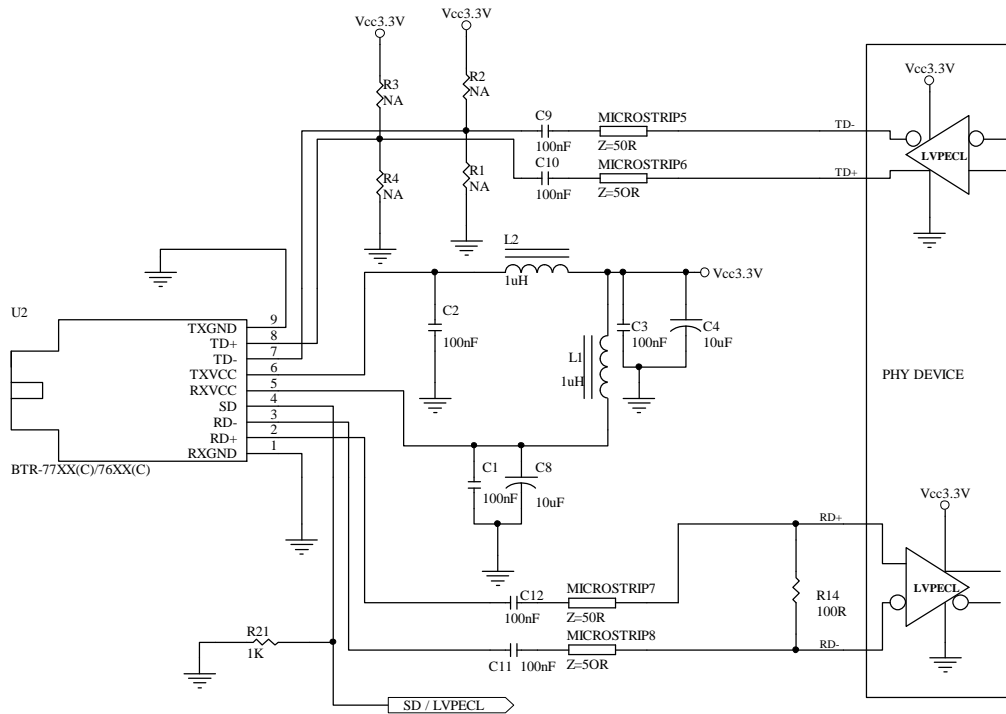 Vcc3.3V
Vcc3.3V
R3
NA
R2
NA
Vcc3.3V
C9
100nF
MICROSTRIP5
Z=50R
TD-
LVPECL
C10
100nF
MICROSTRIP6
Z=5OR
TD+
R4
NA
R1
NA
L2
1uH
Vcc3.3V
U2
C2
100nF
C3
100nF
C4
10uF
L1
1uH
PHY DEVICE
TXGND 9
TD+ 8
TD- 7
TXVCC 6
RXVCC 5
SD 4
RD- 3
RD+ 2
RXGND 1
BTR-77XX(C)/76XX(C)
C1
100nF
C8
10uF
Vcc3.3V
RD+
LVPECL
C12
100nF
MICROSTRIP7
Z=50R
R14
100R
R21
1K
C11
100nF
MICROSTRIP8
Z=5OR
RD-
SD / LVPECL